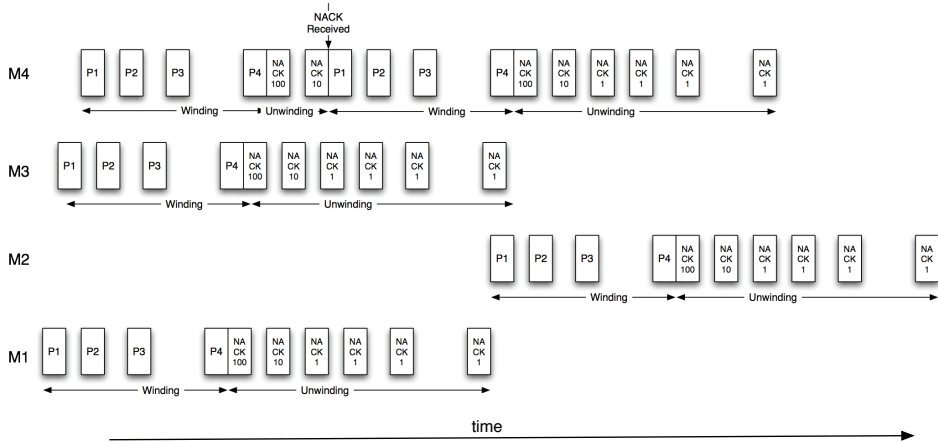 NACK
Received
M4
P1
P2
P3
P4
NA
CK
100
NA
CK
10
P1
P2
P3
P4
NA
CK
100
NA
CK
10
NA
CK
1
NA
CK
1
NA
CK
1
NA
CK
1
Winding
Unwinding
Winding
Unwinding
M3
P1
P2
P3
P4
NA
CK
100
NA
CK
10
NA
CK
1
NA
CK
1
NA
CK
1
NA
CK
1
Winding
Unwinding
M2
P1
P2
P3
P4
NA
CK
100
NA
CK
10
NA
CK
1
NA
CK
1
NA
CK
1
NA
CK
1
Winding
Unwinding
M1
P1
P2
P3
P4
NA
CK
100
NA
CK
10
NA
CK
1
NA
CK
1
NA
CK
1
NA
CK
1
Winding
Unwinding
time